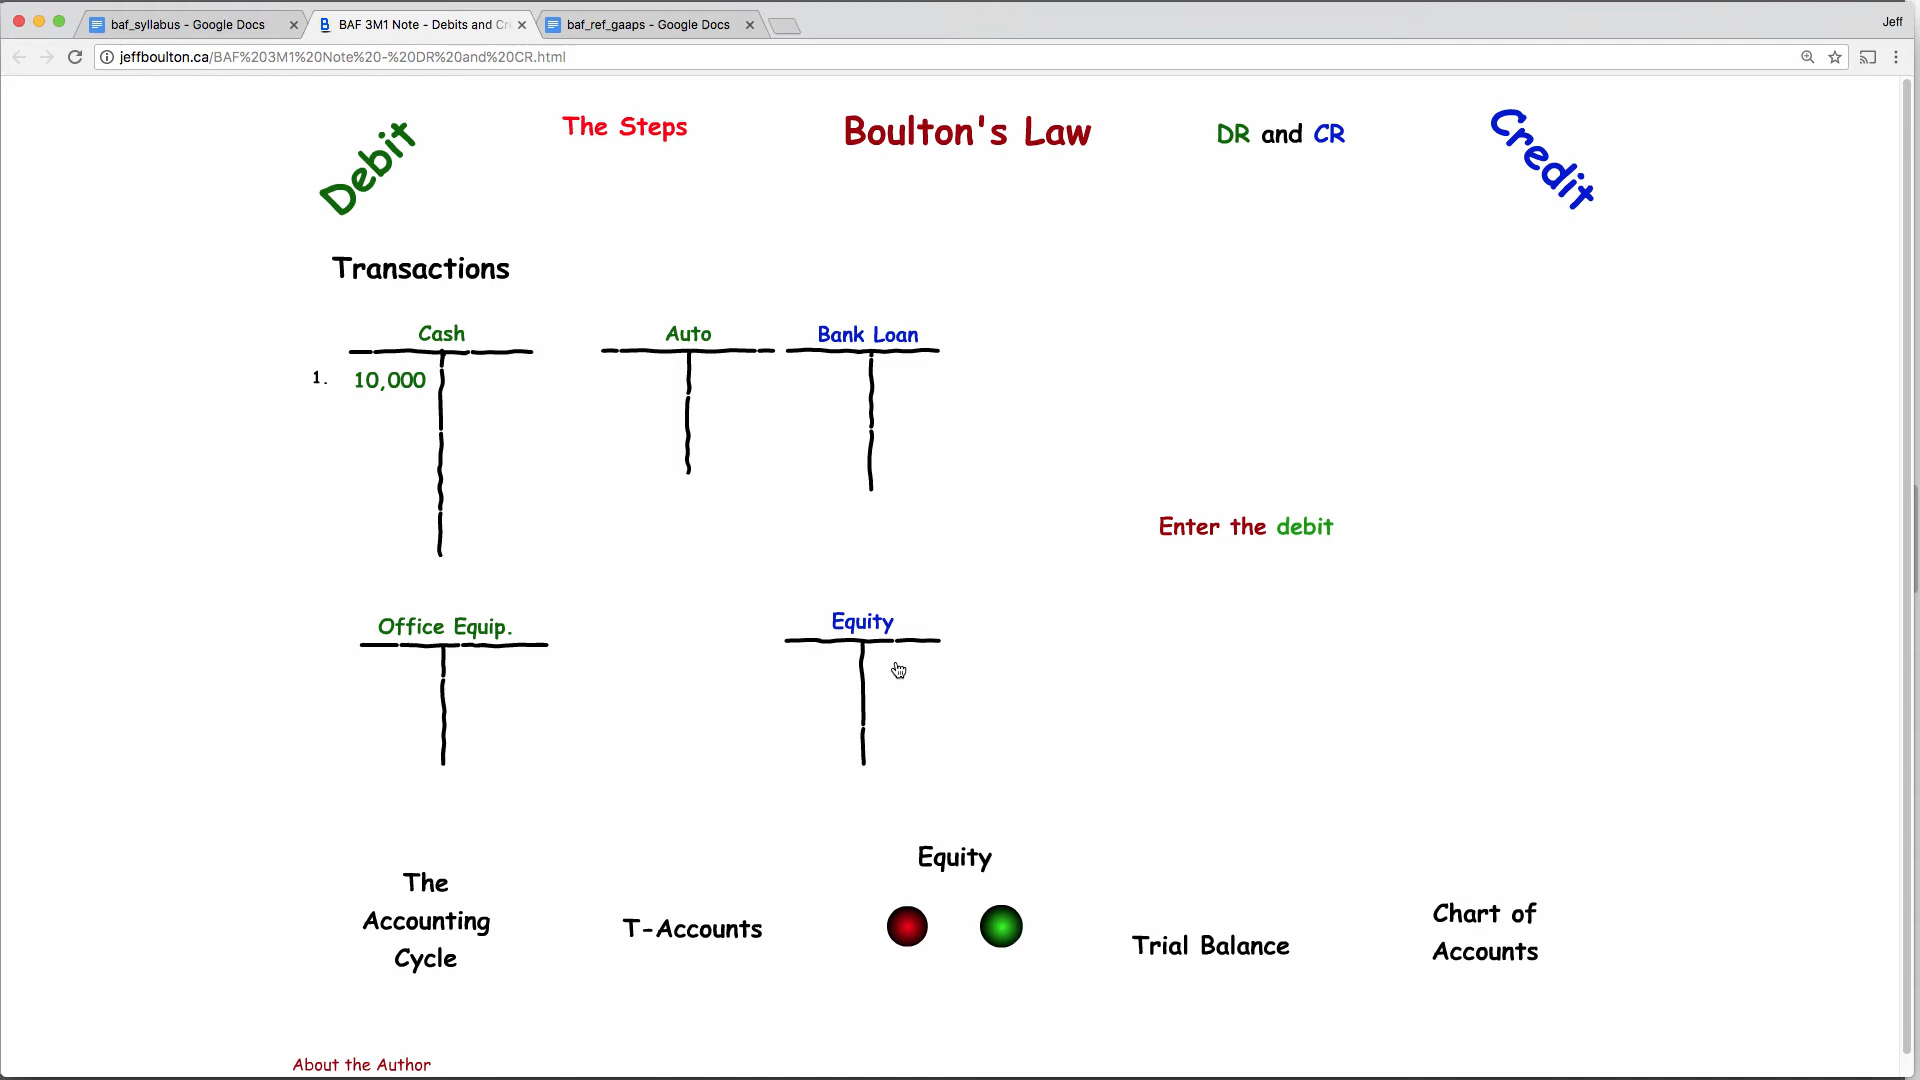 baf_syllabus - Google Docs
BAF 3M1 Note - Debits and Cr
baf_ref_gaaps - Google Docs
Jeff
jeffboulton.ca/BAF%203M1%20Note%20-%20DR%20and%20CR.html
Debit
The Steps
Boulton's Law
DR and CR
Credit
Transactions
Cash
Auto
Bank Loan
1. 10,000
Enter the debit
Office Equip.
Equity
Equity
The
Accounting
Cycle
T-Accounts
Trial Balance
Chart of
Accounts
About the Author